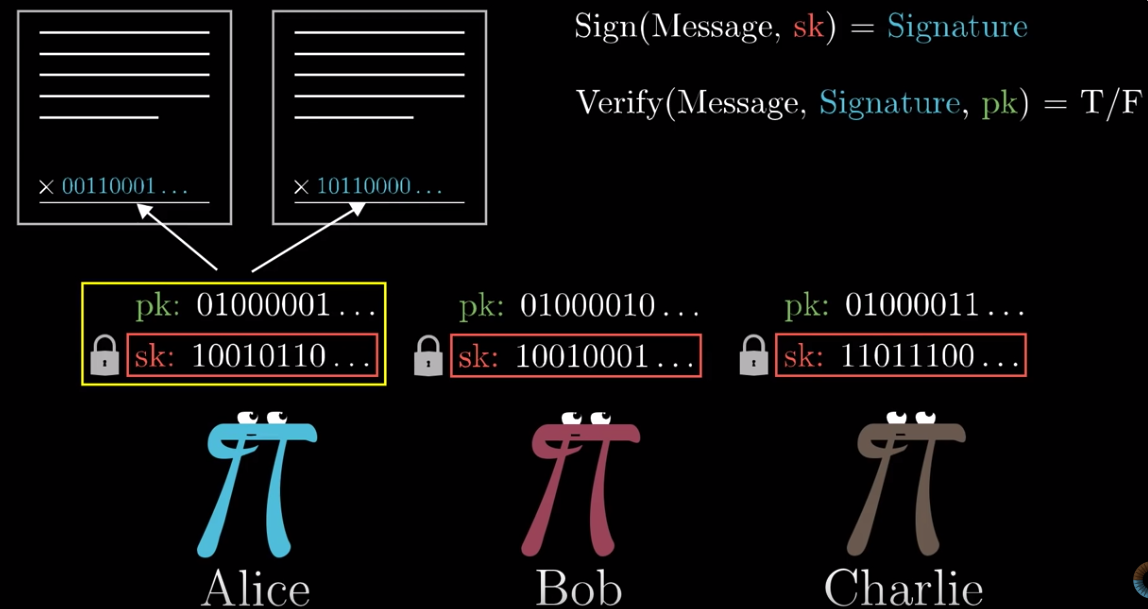 Sign(Message, sk) = Signature
Verify(Message, Signature, pk) = T/F
× 00110001...
× 10110000...
pk: 01000001...
sk: 10010110...
pk: 01000010...
sk: 10010001...
pk: 01000011...
sk: 11011100...
Alice
Bob
Charlie